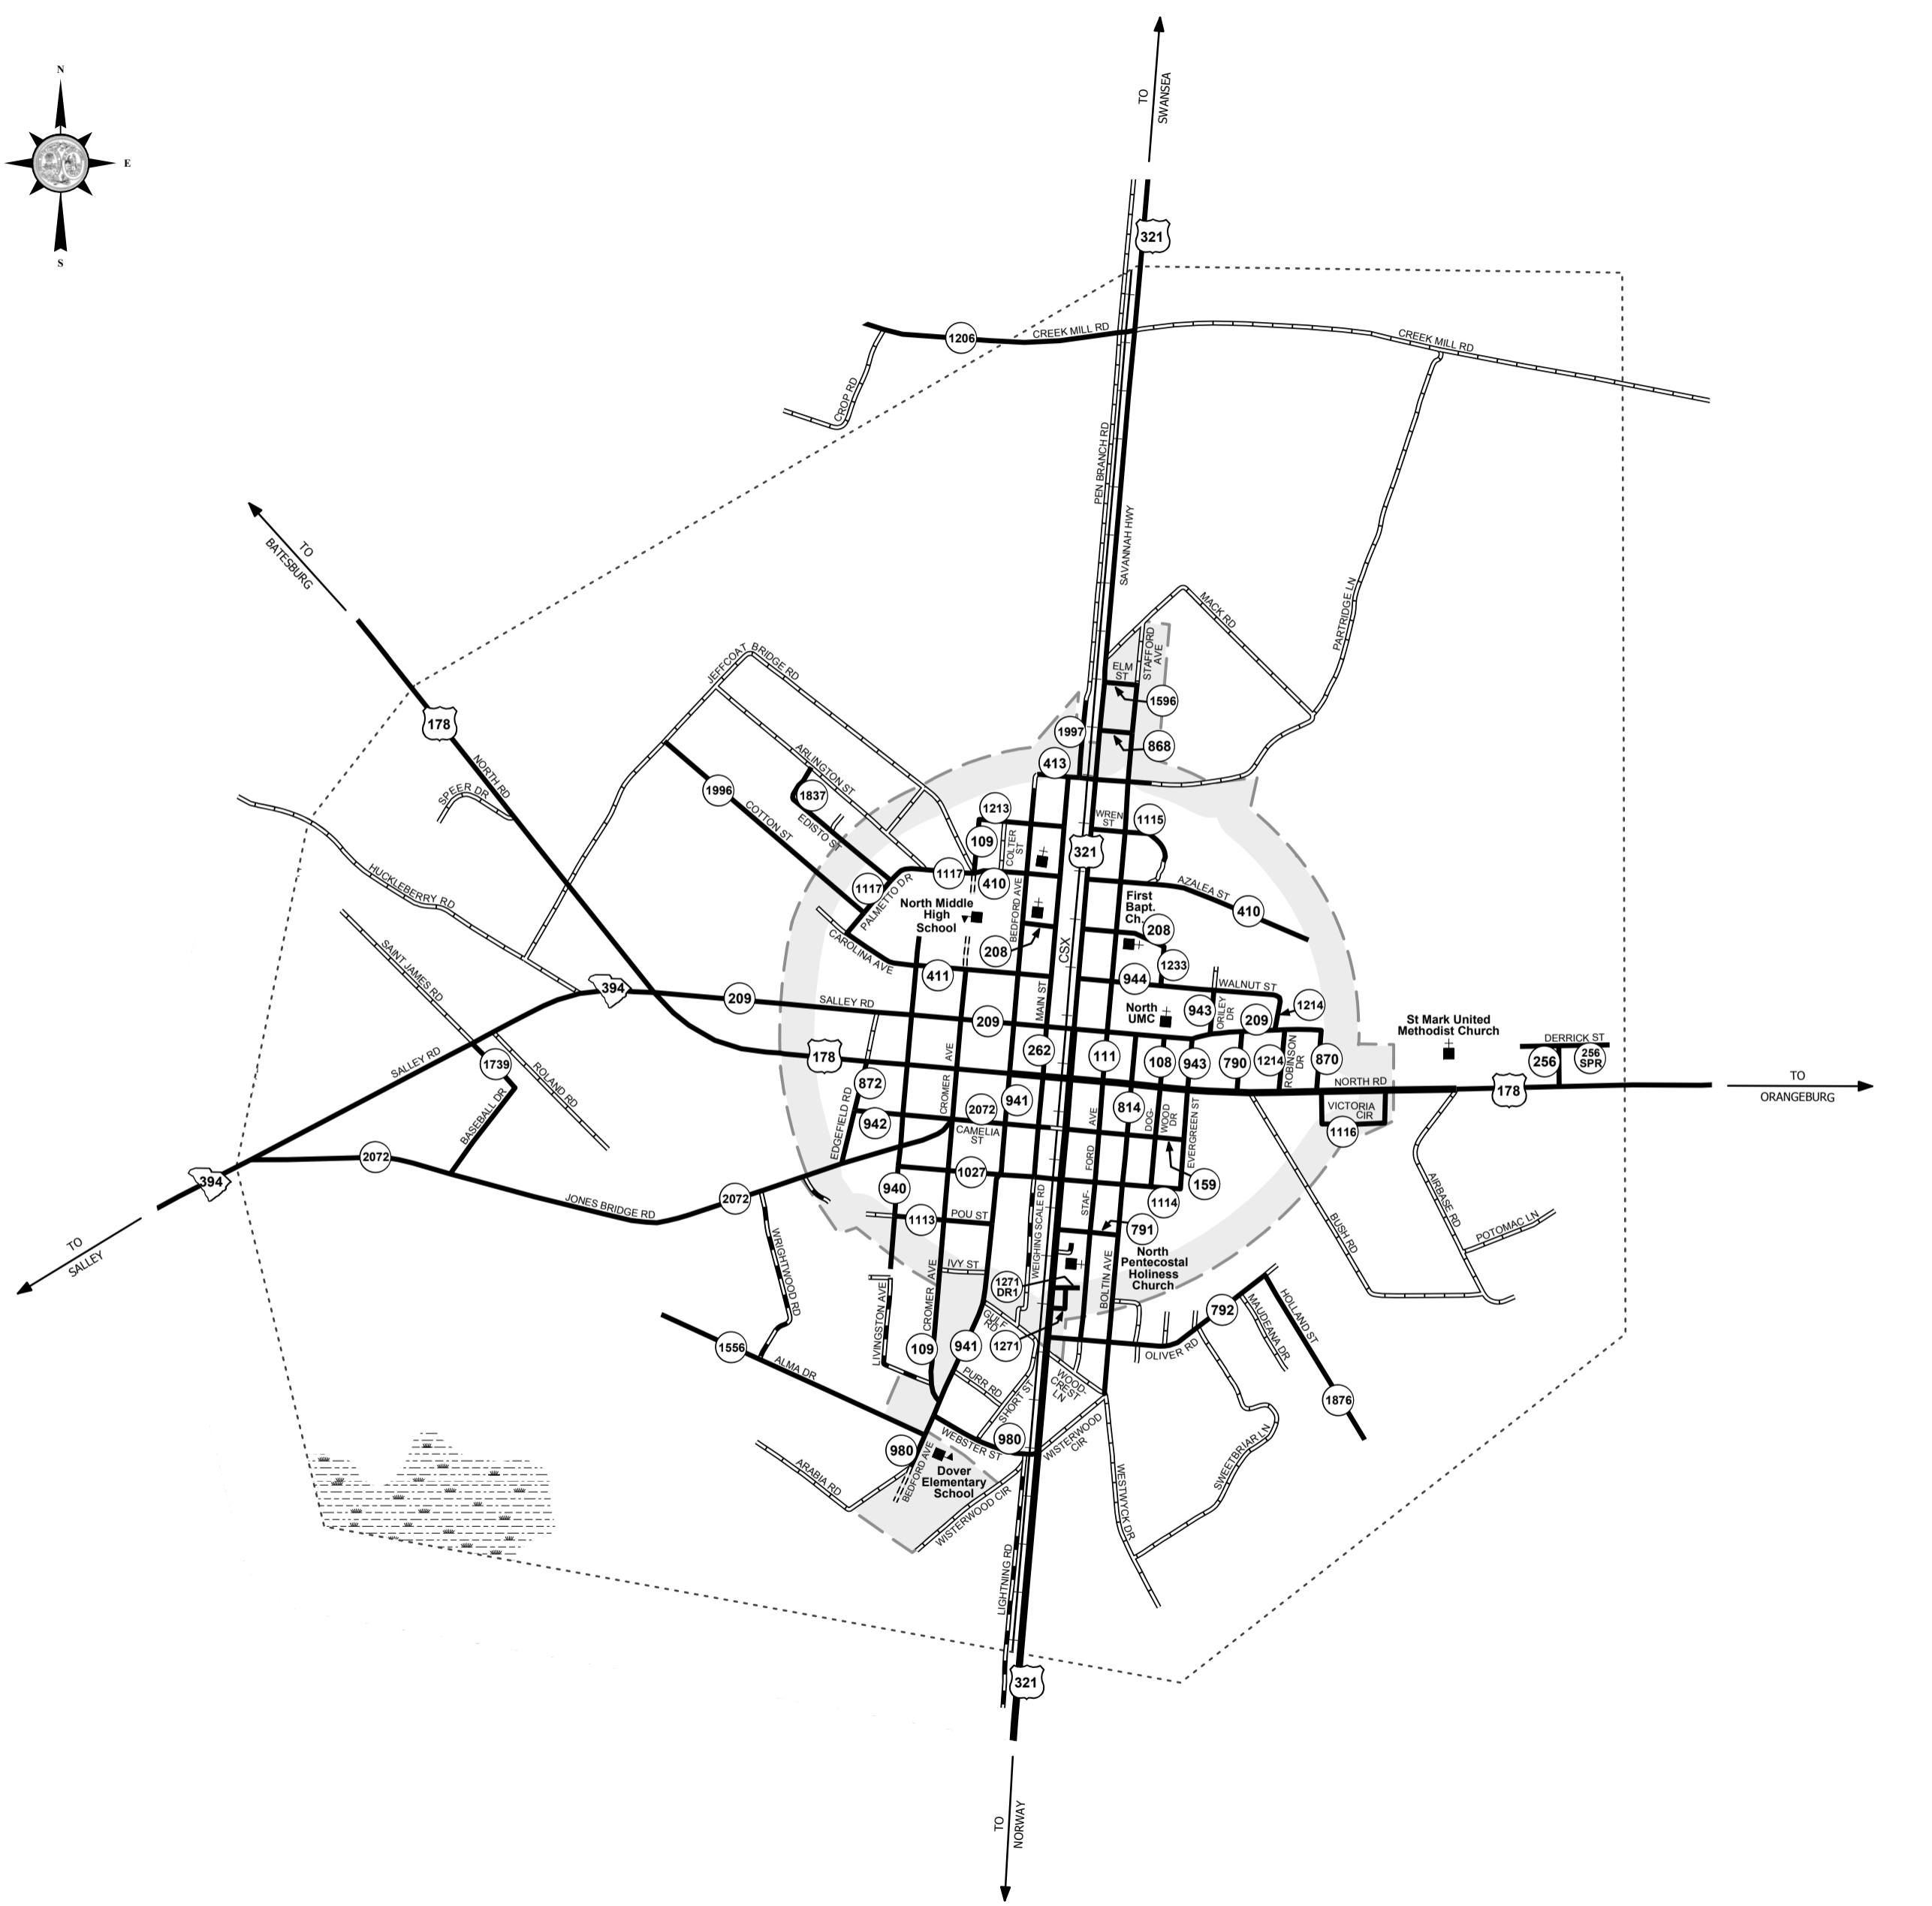 N
E
S
TO
SWANSEA
321
1206
CREEK MILL RD
CREEK MILL RD
CROP RD
PEN BRANCH RD
SAVANNAH HWY
PARTRIDGE LN
MACK RD
TO
BATESBURG
178
NORTH RD
SPEER DR
JEFFCOAT
BRIDGE RD
STAFFORD
AVE
ELM
ST
1596
1997
868
413
ARLINGTON ST
1996
1837
COTTON ST
EDISTO ST
1213
109
COLTER
ST
WREN
ST
1115
321
HUCKLEBERRY RD
1117
1117
PALMETTO DR
410
AZALEA ST
410
North Middle
High
School
BEDFORD AVE
First
Bapt.
Ch.
208
208
CAROLINA AVE
411
CSX
1233
944
WALNUT ST
SAINT JAMES RD
394
209
SALLEY RD
209
MAIN ST
North
UMC
943
ORILEY
DR
209
1214
St Mark United
Methodist Church
DERRICK ST
256
256
SPR
178
262
111
108
943
790
1214
ROBINSON
DR
870
NORTH RD
178
TO
ORANGEBURG
SALLEY RD
1739
ROLAND RD
BASEBALL DR
872
CROMER
AVE
941
2072
EDGEFIELD RD
942
CAMELIA
ST
AVE
814
DOG-
WOOD
DR
EVERGREEN ST
VICTORIA
CIR
1116
394
2072
JONES BRIDGE RD
2072
940
1027
FORD
159
1114
TO
SALLEY
1113
POU ST
WEIGHING SCALE RD
STAF-
791
BUSH RD
AIRBASE RD
POTOMAC LN
WRIGHTWOOD RD
IVY ST
North
Pentecostal
Holiness
Church
BOLTIN AVE
1271
DR1
LIVINGSTON AVE
CROMER AVE
GULF
RD
792
HOLLAND ST
MAUDEANA DR
1556
ALMA DR
109
941
1271
OLIVER RD
PURR RD
SHORT ST
WOOD-
CREST
LN
1876
980
WEBSTER ST
980
WISTERWOOD
CIR
SWEETBRIAR LN
ARABIA RD
BEDFORD AVE
Dover
Elementary
School
WISTERWOOD CIR
WESTWYCK DR
LIGHTNING RD
321
TO
NORWAY